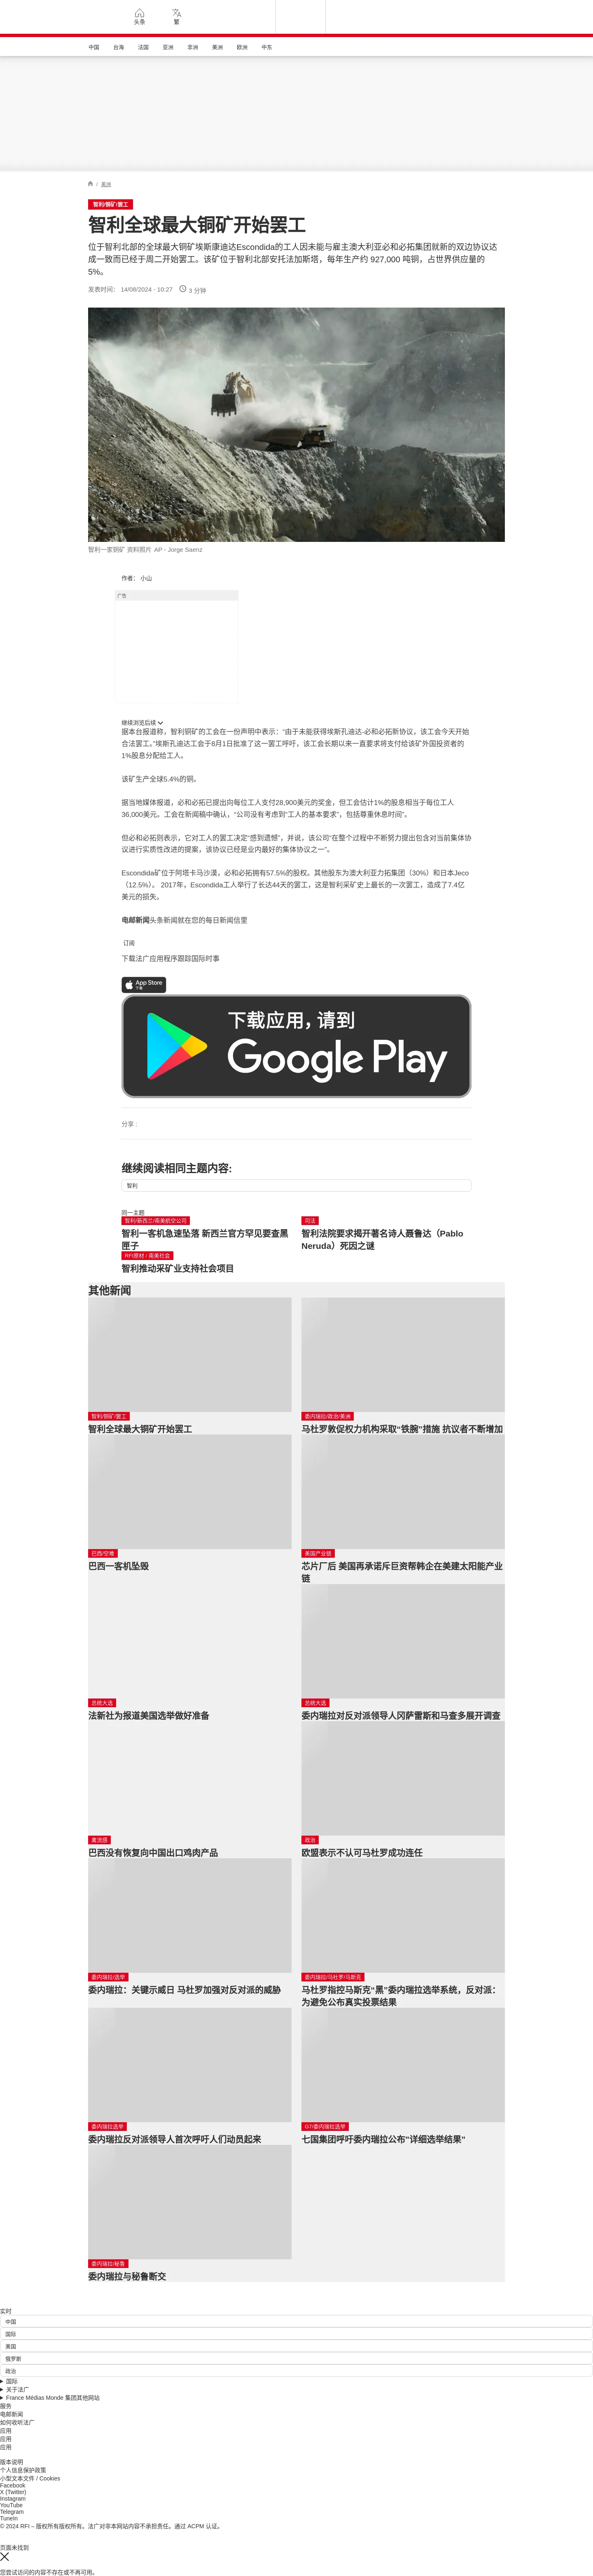 头条
繁
中国
台海
法国
亚洲
非洲
美洲
欧洲
中东
/ 美洲
智利/铜矿/罢工
智利全球最大铜矿开始罢工
位于智利北部的全球最大铜矿埃斯康迪达Escondida的工人因未能与雇主澳大利亚必和必拓集团就新的双边协议达
成一致而已经于周二开始罢工。该矿位于智利北部安托法加斯塔，每年生产约 927,000 吨铜，占世界供应量的
5%。
发表时间： 14/08/2024 - 10:27 3 分钟
智利一家铜矿 资料照片 AP - Jorge Saenz
作者： 小山
广告
继续浏览后续
据本台报道称，智利铜矿的工会在一份声明中表示：“由于未能获得埃斯孔迪达-必和必拓新协议，该工会今天开始
合法罢工。”埃斯孔迪达工会于8月1日批准了这一罢工呼吁，该工会长期以来一直要求将支付给该矿外国投资者的
1%股息分配给工人。
该矿生产全球5.4%的铜。
据当地媒体报道，必和必拓已提出向每位工人支付28,900美元的奖金，但工会估计1%的股息相当于每位工人
36,000美元。工会在新闻稿中确认，“公司没有考虑到“工人的基本要求”，包括尊重休息时间”。
但必和必拓则表示，它对工人的罢工决定“感到遗憾”，并说，该公司“在整个过程中不断努力提出包含对当前集体协
议进行实质性改进的提案，该协议已经是业内最好的集体协议之一”。
Escondida矿位于阿塔卡马沙漠，必和必拓拥有57.5%的股权。其他股东为澳大利亚力拓集团（30%）和日本Jeco
（12.5%）。 2017年，Escondida工人举行了长达44天的罢工，这是智利采矿史上最长的一次罢工，造成了7.4亿
美元的损失。
电邮新闻头条新闻就在您的每日新闻信里
订阅
下载法广应用程序跟踪国际时事
App Store
下载
下载应用，请到
Google Play
分享 :
继续阅读相同主题内容:
智利
同一主题
智利/新西兰/南美航空公司
智利一客机急速坠落 新西兰官方罕见要查黑
匣子
司法
智利法院要求揭开著名诗人聂鲁达（Pablo
Neruda）死因之谜
RFI原材 / 南美社会
智利推动采矿业支持社会项目
其他新闻
智利/铜矿/罢工
智利全球最大铜矿开始罢工
委内瑞拉/政治/美洲
马杜罗敦促权力机构采取“铁腕”措施 抗议者不断增加
巴西/空难
巴西一客机坠毁
美国产业链
芯片厂后 美国再承诺斥巨资帮韩企在美建太阳能产业
链
总统大选
法新社为报道美国选举做好准备
总统大选
委内瑞拉对反对派领导人冈萨雷斯和马查多展开调查
禽流感
巴西没有恢复向中国出口鸡肉产品
政治
欧盟表示不认可马杜罗成功连任
委内瑞拉/选举
委内瑞拉：关键示威日 马杜罗加强对反对派的威胁
委内瑞拉/马杜罗/马斯克
马杜罗指控马斯克“黑”委内瑞拉选举系统，反对派：
为避免公布真实投票结果
委内瑞拉选举
委内瑞拉反对派领导人首次呼吁人们动员起来
G7/委内瑞拉选举
七国集团呼吁委内瑞拉公布“详细选举结果”
委内瑞拉/秘鲁
委内瑞拉与秘鲁断交
实时
中国
国际
美国
俄罗斯
政治
国际
关于法广
France Médias Monde 集团其他网站
服务
电邮新闻
如何收听法广
应用
应用
应用
版本说明
个人信息保护政策
小型文本文件 / Cookies
Facebook
X (Twitter)
Instagram
YouTube
Telegram
TuneIn
© 2024 RFI – 版权所有版权所有。法广对非本网站内容不承担责任。通过 ACPM 认证。
页面未找到
您尝试访问的内容不存在或不再可用。